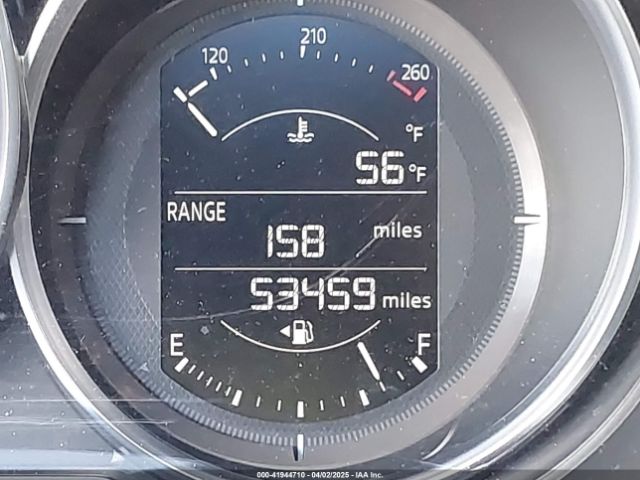 120 210 260
°F
56 °F
RANGE
158 miles
53459 miles
E F
000-41944710 - 04/02/2025 - IAA Inc.